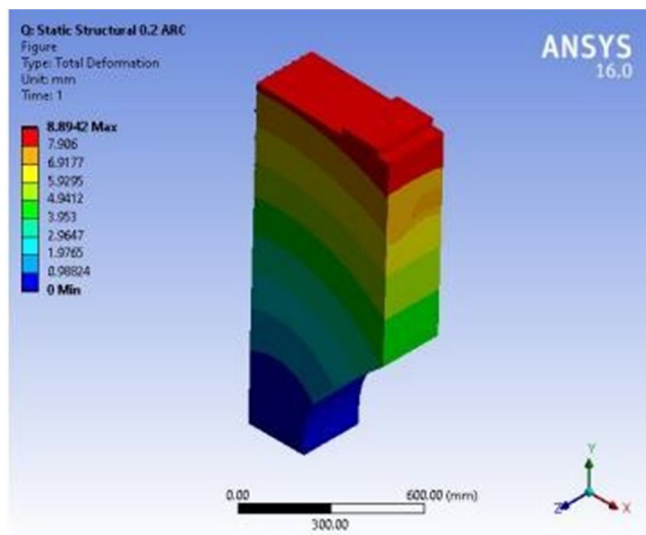 Q: Static Structural 0.2 ARC
Figure
Type: Total Deformation
Unit: mm
Time: 1
8.8942 Max
7.906
6.9177
5.9295
4.9412
3.953
2.9647
1.9765
0.98824
0 Min
ANSYS
16.0
0.00
600.00 (mm)
300.00
Y
Z
X